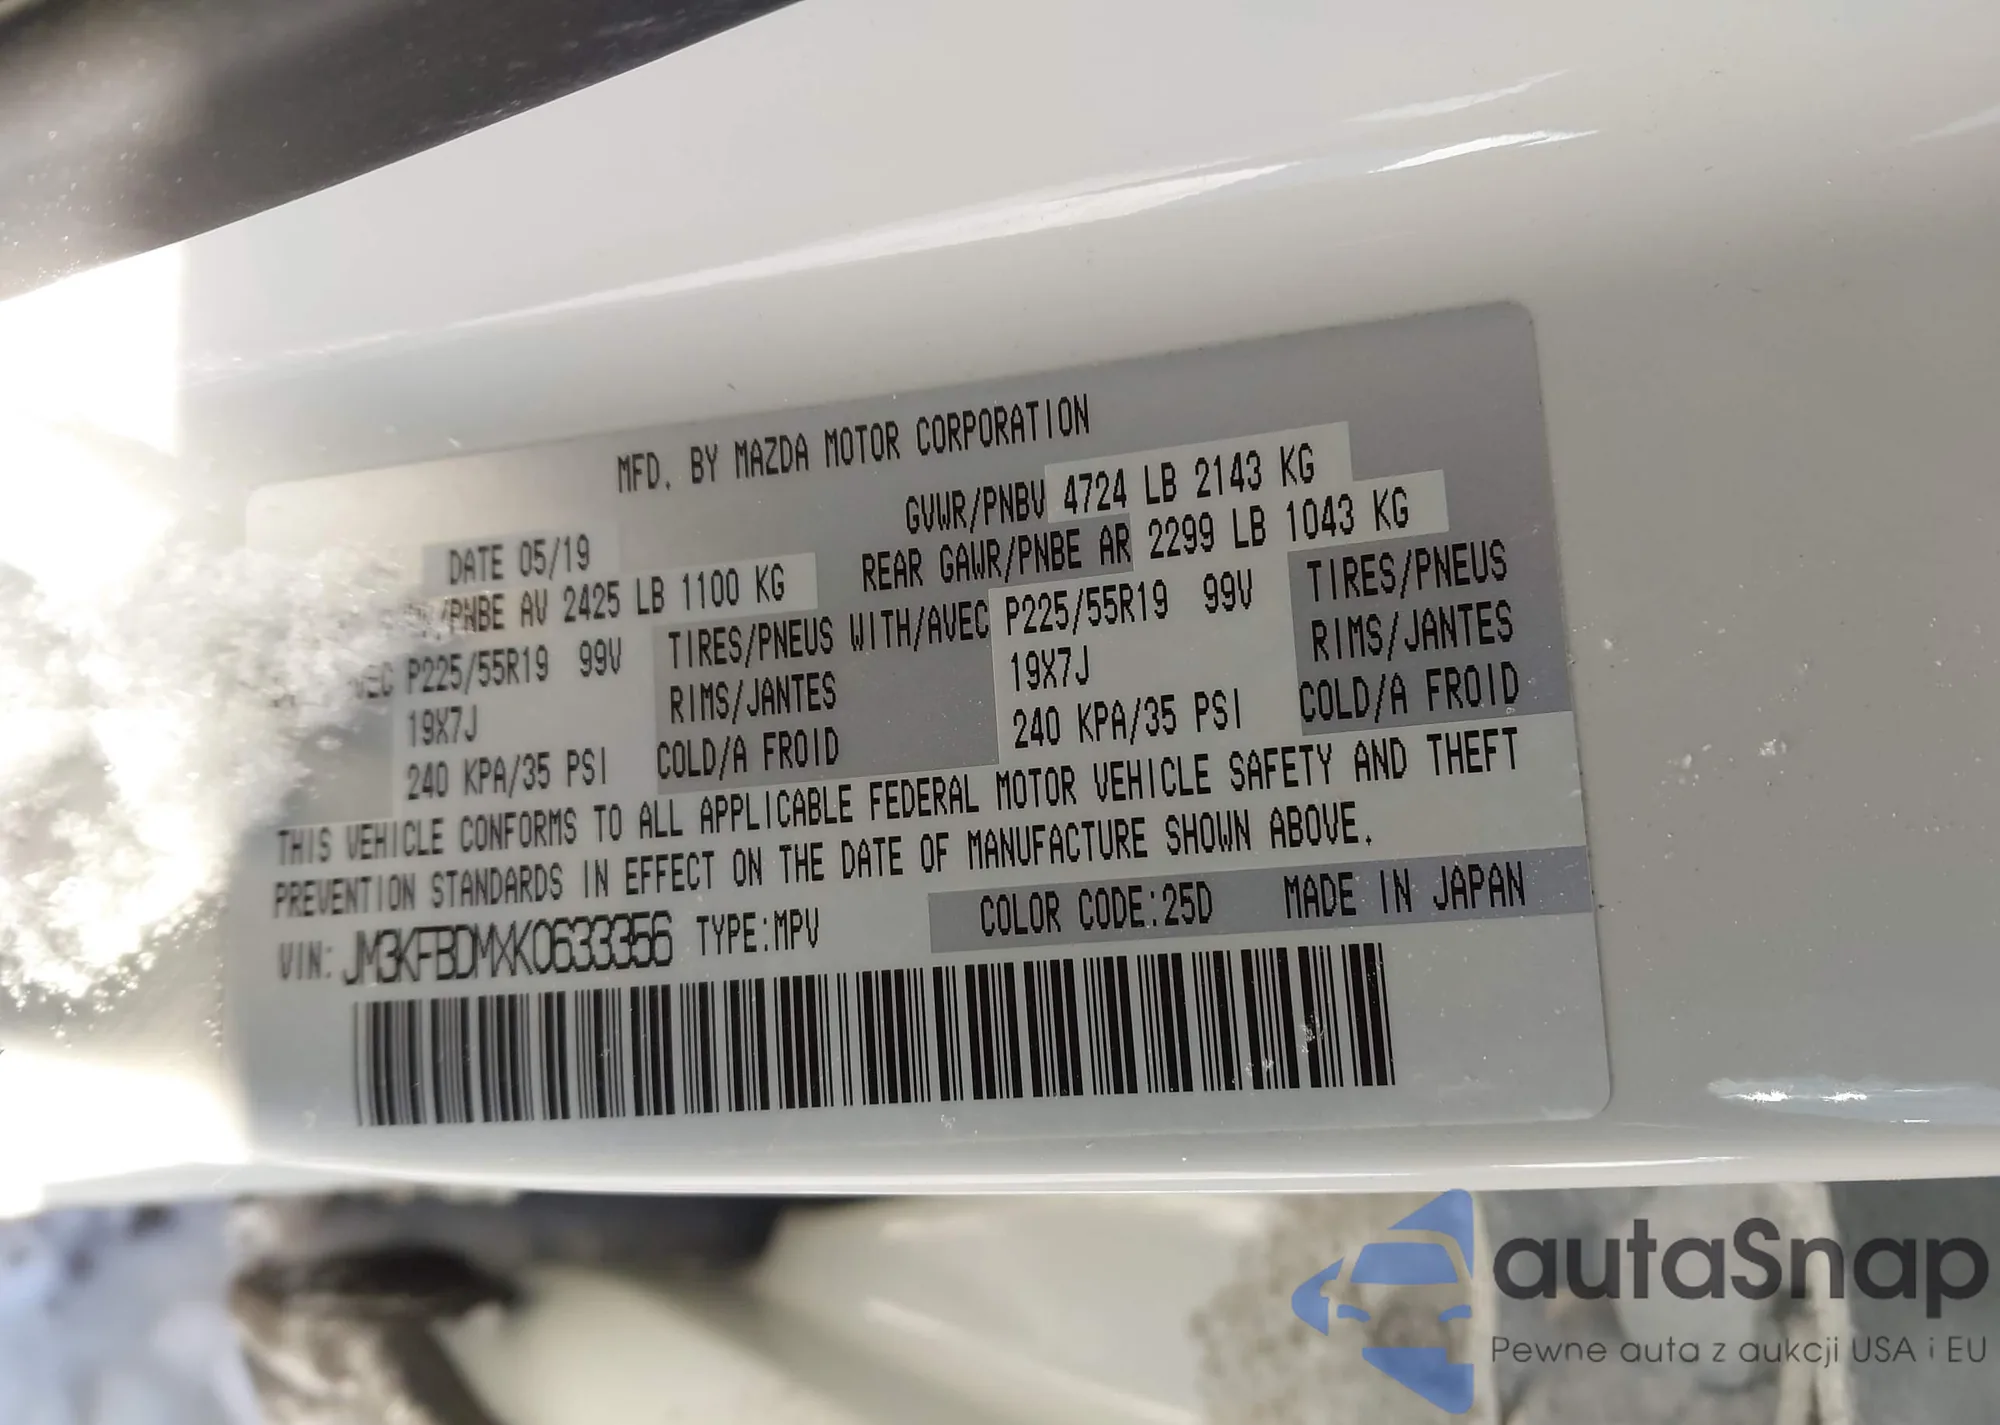 MFD. BY MAZDA MOTOR CORPORATION
DATE 05/19 GVWR/PNBV 4724 LB 2143 KG
/PNBE AV 2425 LB 1100 KG REAR GAWR/PNBE AR 2299 LB 1043 KG
P225/55R19 99V TIRES/PNEUS WITH/AVEC P225/55R19 99V TIRES/PNEUS
19X7J RIMS/JANTES 19X7J RIMS/JANTES
240 KPA/35 PSI COLD/A FROID 240 KPA/35 PSI COLD/A FROID
THIS VEHICLE CONFORMS TO ALL APPLICABLE FEDERAL MOTOR VEHICLE SAFETY AND THEFT
PREVENTION STANDARDS IN EFFECT ON THE DATE OF MANUFACTURE SHOWN ABOVE.
VIN: JM3KFBDMXK0633356 TYPE:MPV COLOR CODE:25D MADE IN JAPAN
autaSnap
Pewne auta z aukcji USA i EU